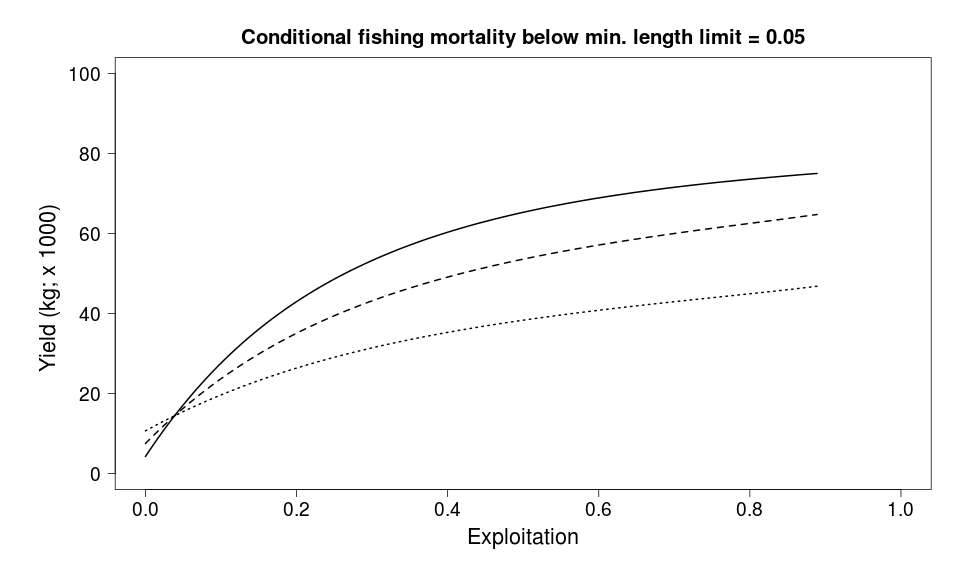 Conditional fishing mortality below min. length limit = 0.05
100
80
60
40
20
0
Yield (kg; x 1000)
0.0 0.2 0.4 0.6 0.8 1.0
Exploitation